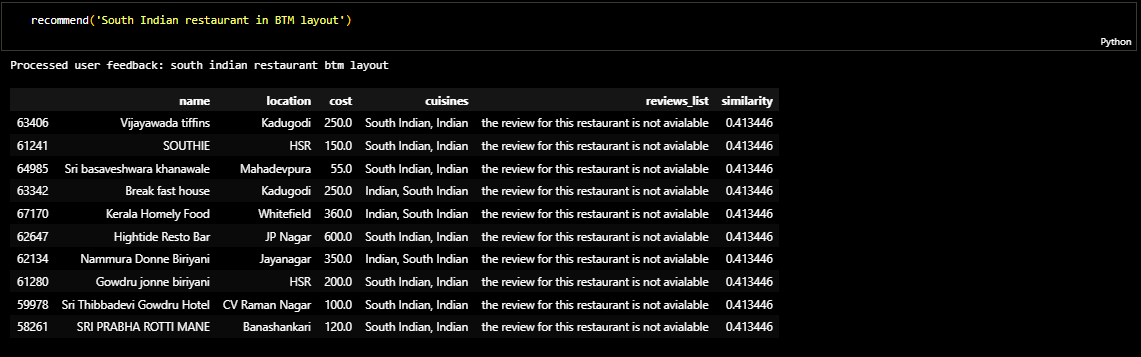 recommend('South Indian restaurant in BTM layout')
Python
Processed user feedback: south indian restaurant btm layout
name location cost cuisines reviews_list similarity
63406 Vijayawada tiffins Kadugodi 250.0 South Indian, Indian the review for this restaurant is not avialable 0.413446
61241 SOUTHIE HSR 150.0 South Indian, Indian the review for this restaurant is not avialable 0.413446
64985 Sri basaveshwara khanawale Mahadevpura 55.0 South Indian, Indian the review for this restaurant is not avialable 0.413446
63342 Break fast house Kadugodi 250.0 Indian, South Indian the review for this restaurant is not avialable 0.413446
67170 Kerala Homely Food Whitefield 360.0 Indian, South Indian the review for this restaurant is not avialable 0.413446
62647 Hightide Resto Bar JP Nagar 600.0 South Indian, Indian the review for this restaurant is not avialable 0.413446
62134 Nammura Donne Biriyani Jayanagar 350.0 Indian, South Indian the review for this restaurant is not avialable 0.413446
61280 Gowdru jonne biriyani HSR 200.0 South Indian, Indian the review for this restaurant is not avialable 0.413446
59978 Sri Thibbadevi Gowdru Hotel CV Raman Nagar 100.0 South Indian, Indian the review for this restaurant is not avialable 0.413446
58261 SRI PRABHA ROTTI MANE Banashankari 120.0 South Indian, Indian the review for this restaurant is not avialable 0.413446